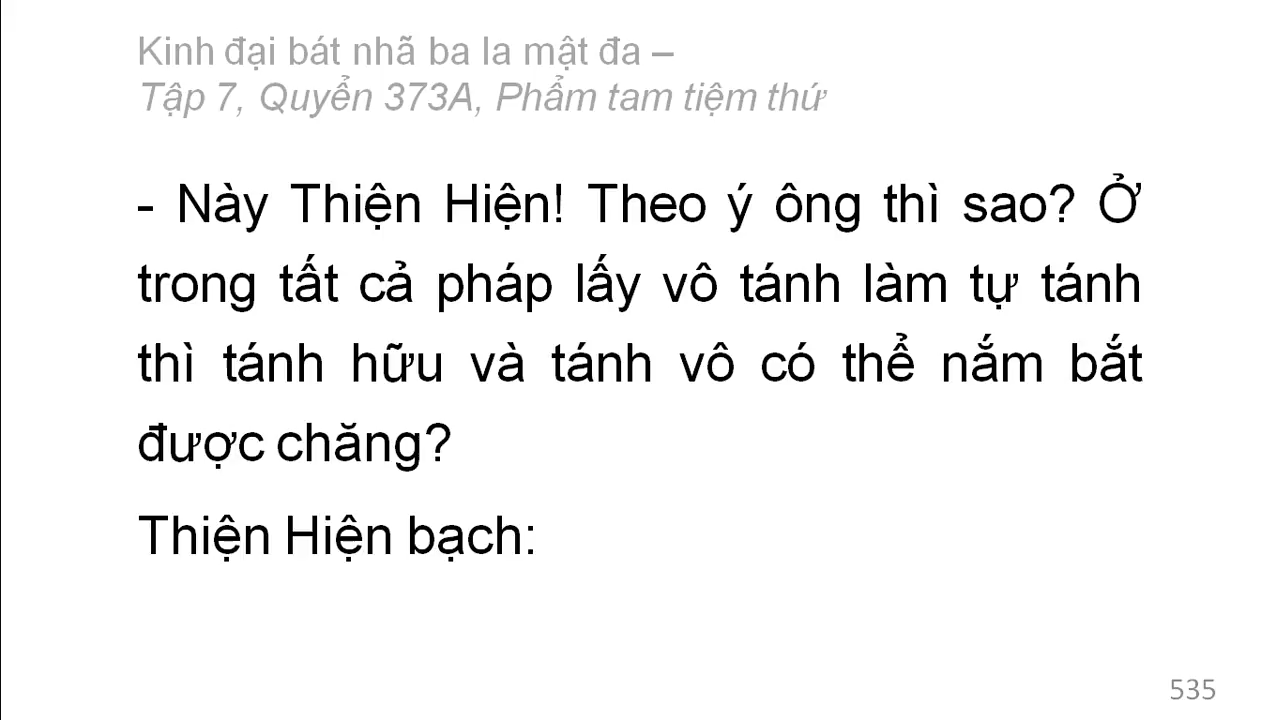 Kinh đại bát nhã ba la mật đa –
Tập 7, Quyển 373A, Phẩm tam tiệm thứ
- Này Thiện Hiện! Theo ý ông thì sao? Ở
trong tất cả pháp lấy vô tánh làm tự tánh
thì tánh hữu và tánh vô có thể nắm bắt
được chăng?
Thiện Hiện bạch:
535